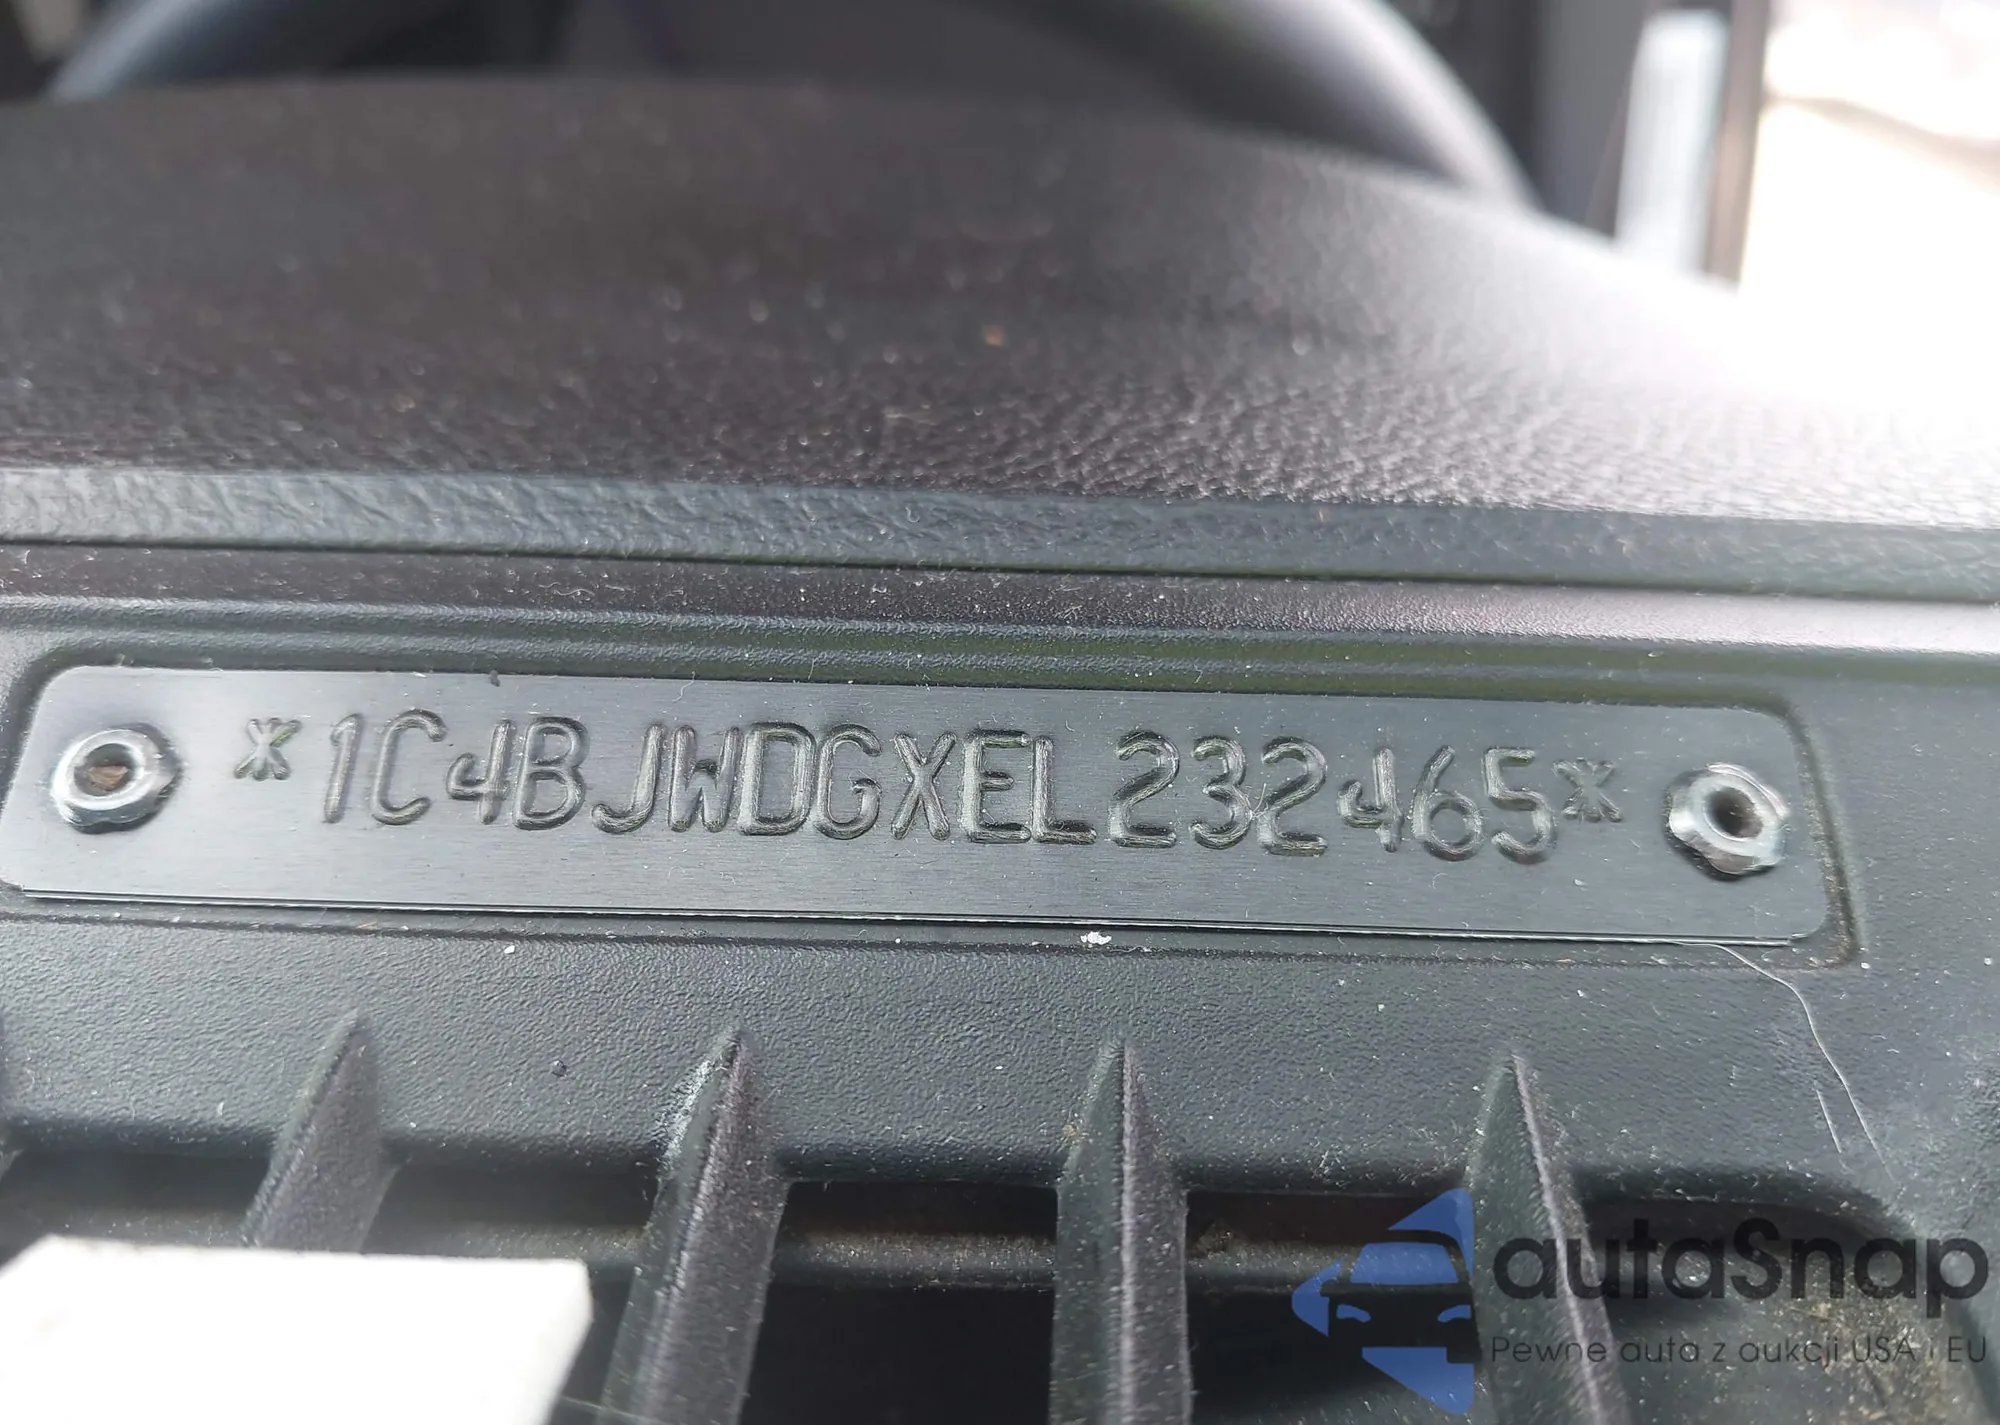 *1C4BJWDGXEL232465*
autaSnap
Pewne auta z aukcji USA i EU